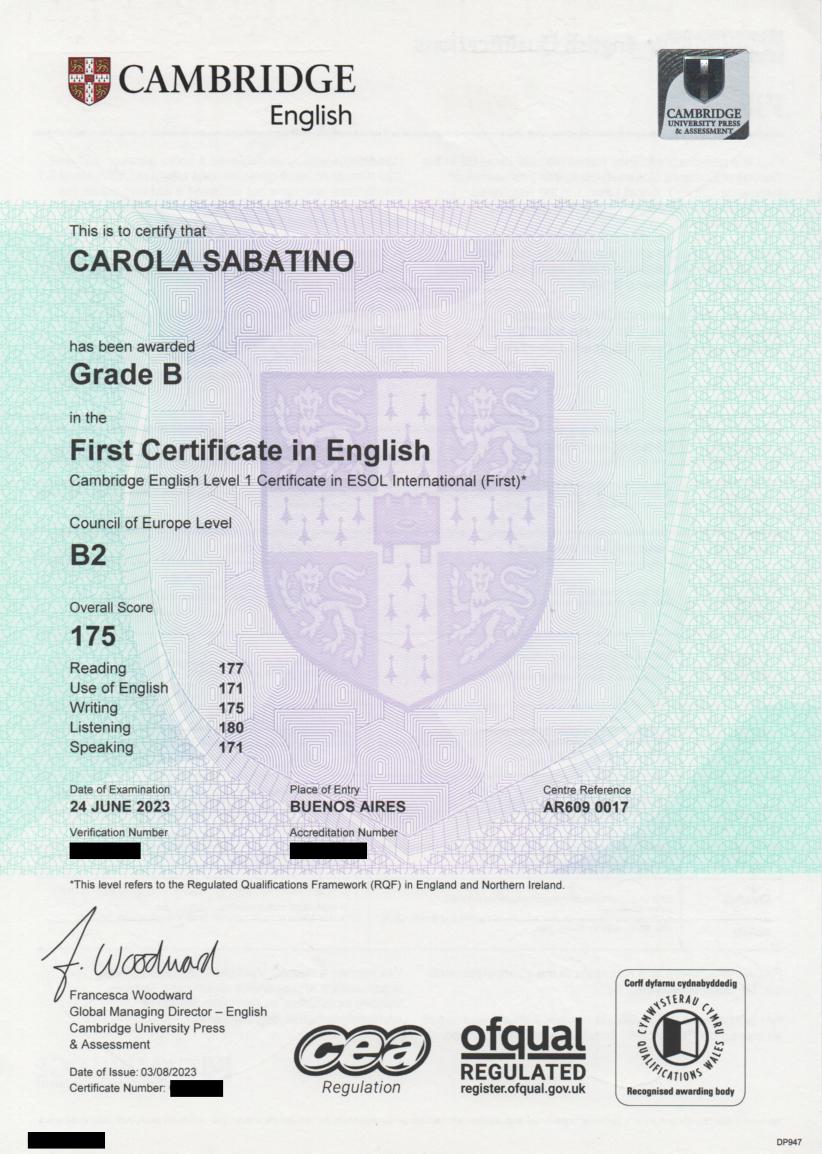 CAMBRIDGE
English
CAMBRIDGE
UNIVERSITY PRESS
& ASSESSMENT
This is to certify that
CAROLA SABATINO
has been awarded
Grade B
in the
First Certificate in English
Cambridge English Level 1 Certificate in ESOL International (First)*
Council of Europe Level
B2
Overall Score
175
Reading 177
Use of English 171
Writing 175
Listening 180
Speaking 171
Date of Examination Place of Entry Centre Reference
24 JUNE 2023 BUENOS AIRES AR609 0017
Verification Number Accreditation Number
*This level refers to the Regulated Qualifications Framework (RQF) in England and Northern Ireland.
F. Woodward
Francesca Woodward
Global Managing Director – English
Cambridge University Press
& Assessment
Date of Issue: 03/08/2023
Certificate Number:
cea
Regulation
ofqual
REGULATED
register.ofqual.gov.uk
Corff dyfarnu cydnabyddedig
CYMWYSTERAU CYMRU
QUALIFICATIONS WALES
Recognised awarding body
DP947